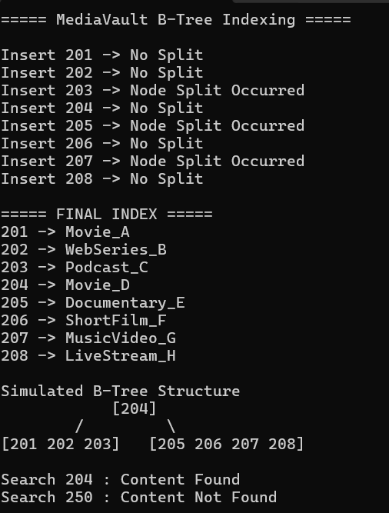 ===== MediaVault B-Tree Indexing =====
Insert 201 -> No Split
Insert 202 -> No Split
Insert 203 -> Node Split Occurred
Insert 204 -> No Split
Insert 205 -> Node Split Occurred
Insert 206 -> No Split
Insert 207 -> Node Split Occurred
Insert 208 -> No Split
===== FINAL INDEX =====
201 -> Movie_A
202 -> WebSeries_B
203 -> Podcast_C
204 -> Movie_D
205 -> Documentary_E
206 -> ShortFilm_F
207 -> MusicVideo_G
208 -> LiveStream_H
Simulated B-Tree Structure
[204]
/ \
[201 202 203] [205 206 207 208]
Search 204 : Content Found
Search 250 : Content Not Found